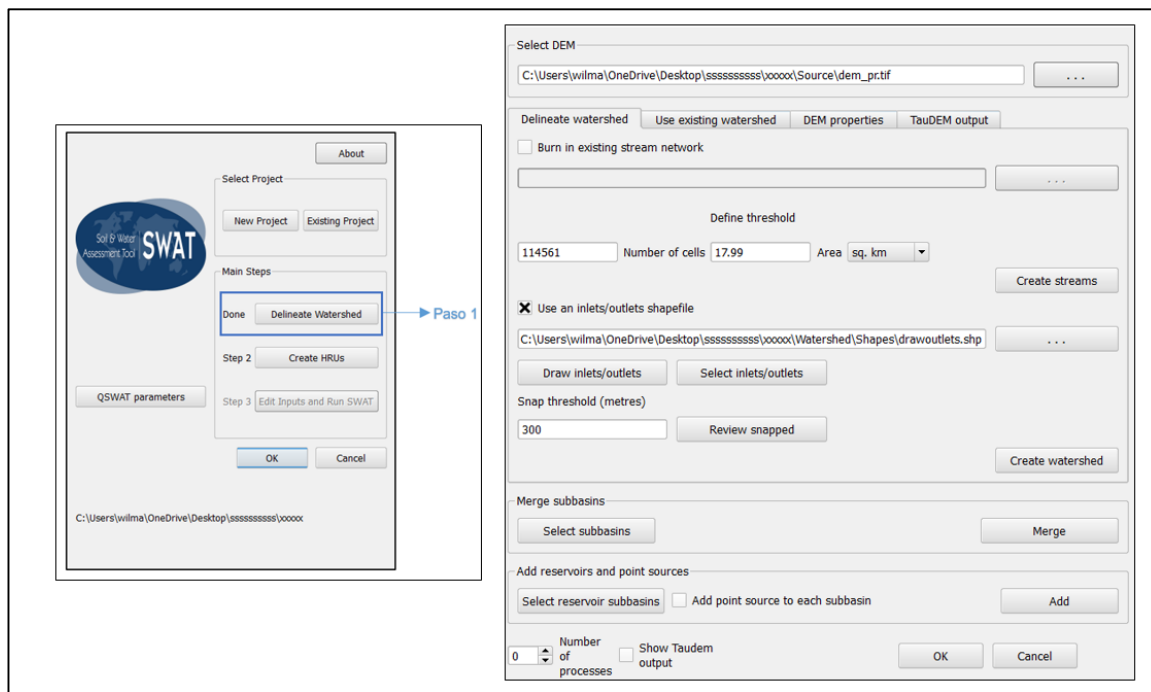 About
Select Project
New Project Existing Project
Soil & Water
Assessment Tool
SWAT
Main Steps
Done Delineate Watershed
Paso 1
Step 2 Create HRUs
QSWAT parameters
Step 3 Edit Inputs and Run SWAT
OK Cancel
C:\Users\wilma\OneDrive\Desktop\ssssssssss\xxxxx
Select DEM
C:\Users\wilma\OneDrive\Desktop\ssssssssss\xxxxx\Source\dem_pr.tif ...
Delineate watershed Use existing watershed DEM properties TauDEM output
Burn in existing stream network
...
Define threshold
114561 Number of cells 17.99 Area sq. km
Create streams
Use an inlets/outlets shapefile
C:\Users\wilma\OneDrive\Desktop\ssssssssss\xxxxx\Watershed\Shapes\drawoutlets.shp ...
Draw inlets/outlets Select inlets/outlets
Snap threshold (metres)
300 Review snapped
Create watershed
Merge subbasins
Select subbasins Merge
Add reservoirs and point sources
Select reservoir subbasins Add point source to each subbasin Add
0 Number
of
processes
Show Taudem
output
OK Cancel